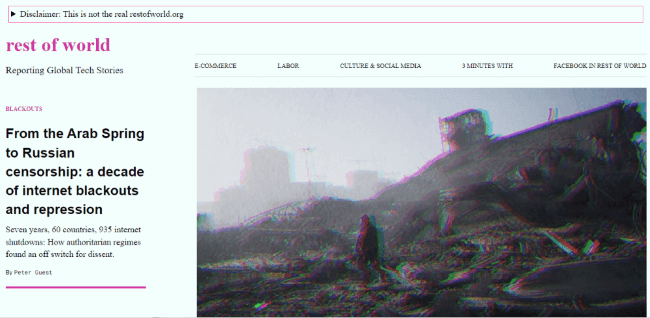 ▶ Disclaimer: This is not the real restofworld.org
rest of world
Reporting Global Tech Stories
E-COMMERCE LABOR CULTURE & SOCIAL MEDIA 3 MINUTES WITH FACEBOOK IN REST OF WORLD
BLACKOUTS
From the Arab Spring
to Russian
censorship: a decade
of internet blackouts
and repression
Seven years, 60 countries, 935 internet
shutdowns: How authoritarian regimes
found an off switch for dissent.
By Peter Guest